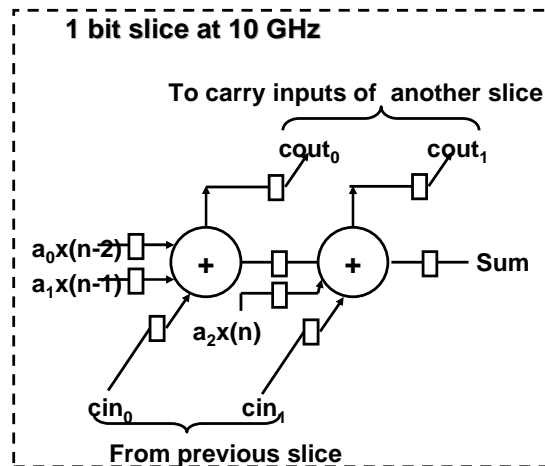 1 bit slice at 10 GHz
To carry inputs of another slice
cout₀ cout₁
a₀x(n-2)
+ + Sum
a₁x(n-1)
a₂x(n)
cin₀ cin₁
From previous slice